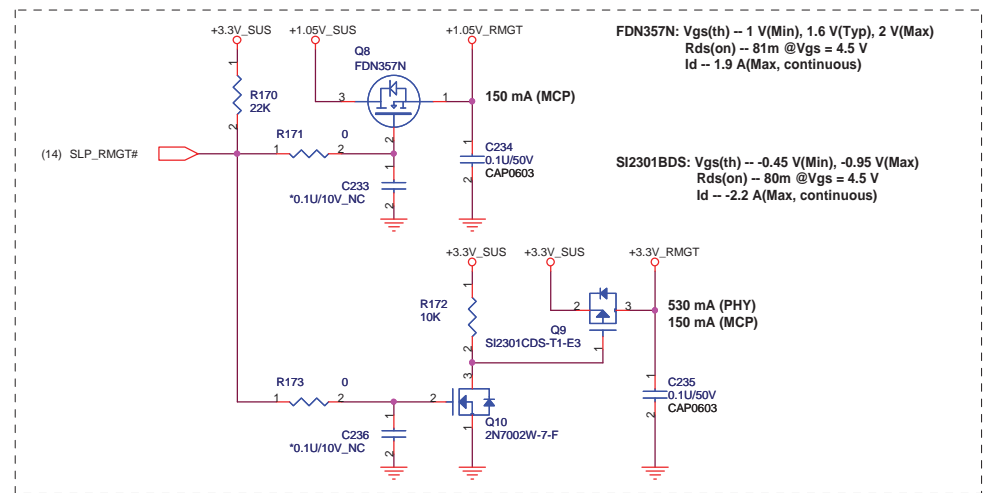 +3.3V_SUS
+1.05V_SUS
+1.05V_RMGT
Q8
FDN357N
FDN357N: Vgs(th) -- 1 V(Min), 1.6 V(Typ), 2 V(Max)
Rds(on) -- 81m @Vgs = 4.5 V
Id -- 1.9 A(Max, continuous)
1
R170
22K
2
3
1
150 mA (MCP)
2
(14) SLP_RMGT#
R171
0
1
2
1
C233
*0.1U/10V_NC
2
1
C234
0.1U/50V
CAP0603
2
SI2301BDS: Vgs(th) -- -0.45 V(Min), -0.95 V(Max)
Rds(on) -- 80m @Vgs = 4.5 V
Id -- -2.2 A(Max, continuous)
+3.3V_SUS
+3.3V_SUS
+3.3V_RMGT
1
R172
10K
2
2
3
530 mA (PHY)
150 mA (MCP)
Q9
SI2301CDS-T1-E3
1
R173
0
1
2
3
2
Q10
2N7002W-7-F
1
1
C236
*0.1U/10V_NC
2
1
C235
0.1U/50V
CAP0603
2